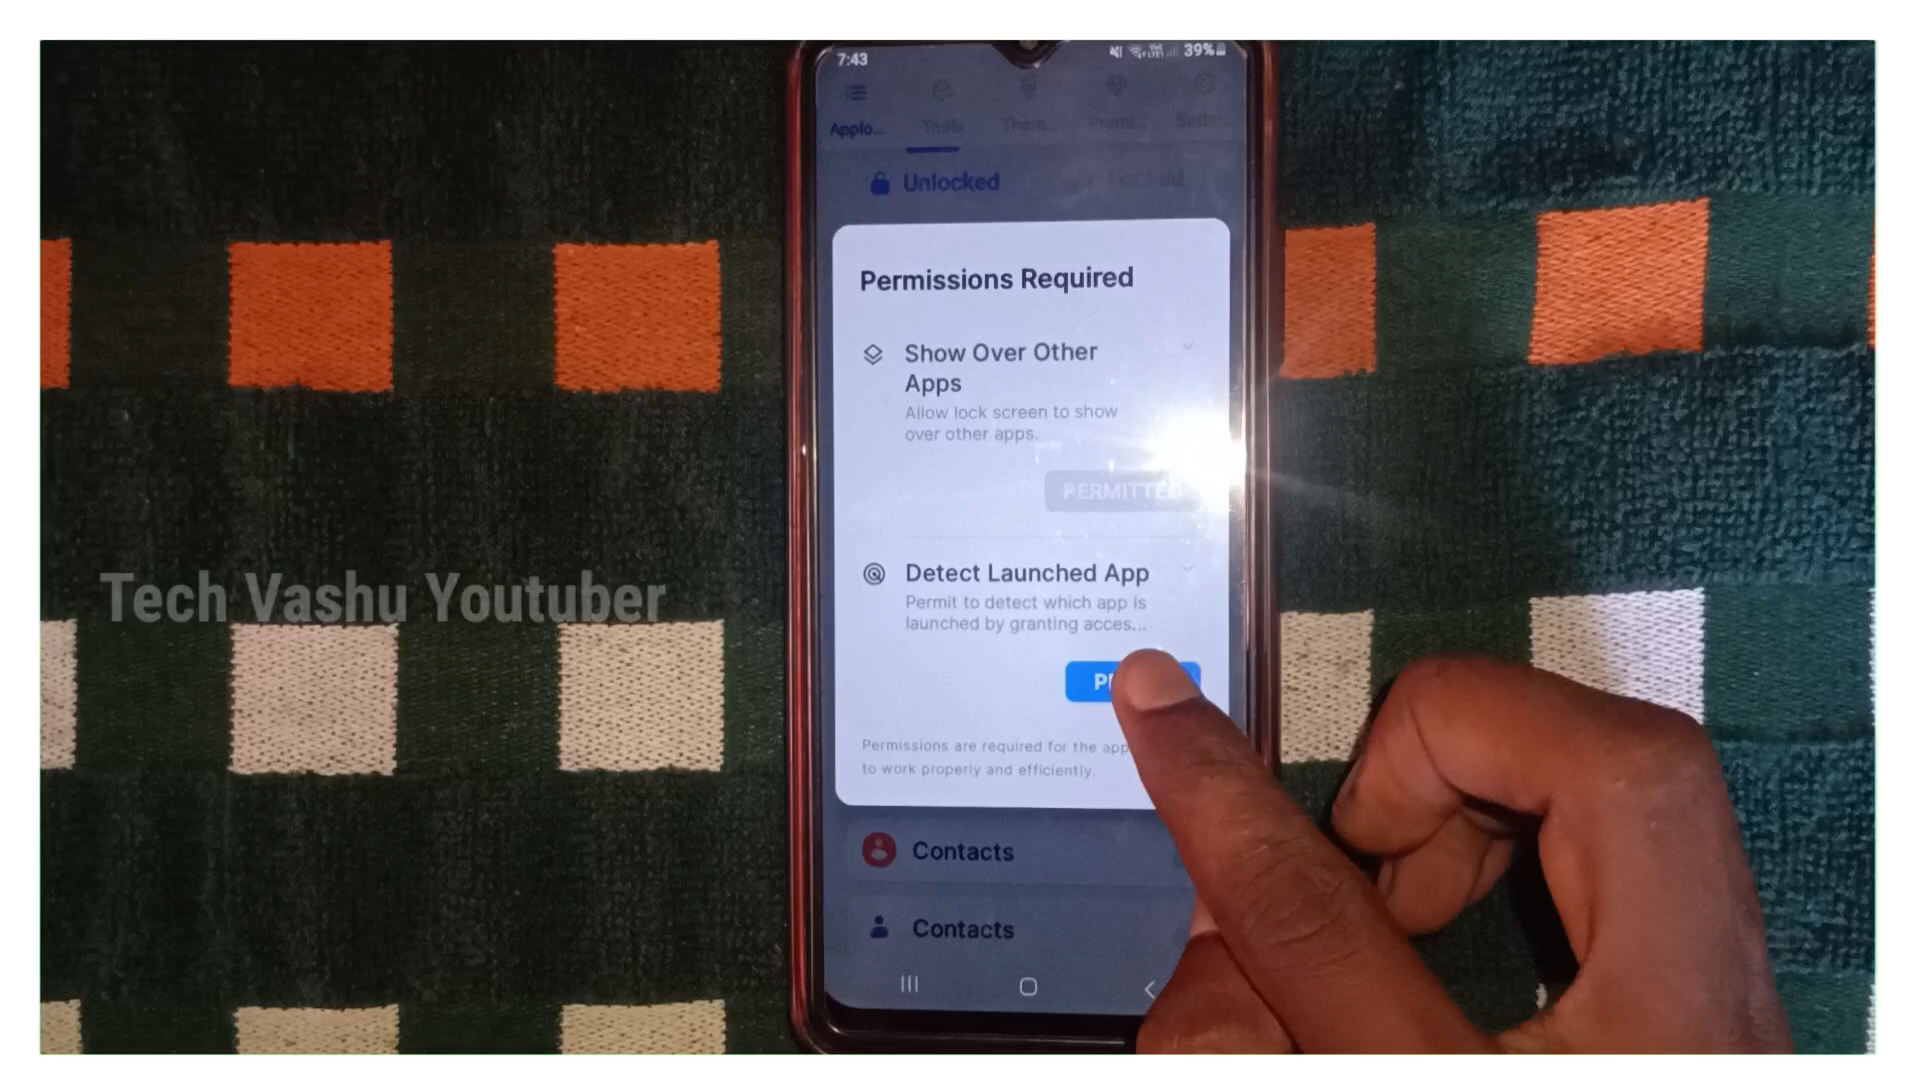 7:43
39%
Applo...
Tools
Them...
Premi...
Settin...
Unlocked
Locked
Permissions Required
Show Over Other
Apps
Allow lock screen to show
over other apps.
PERMITTED
Detect Launched App
Permit to detect which app is
launched by granting acces...
Tech Vashu Youtuber
Permissions are required for the app
to work properly and efficiently.
Contacts
Contacts